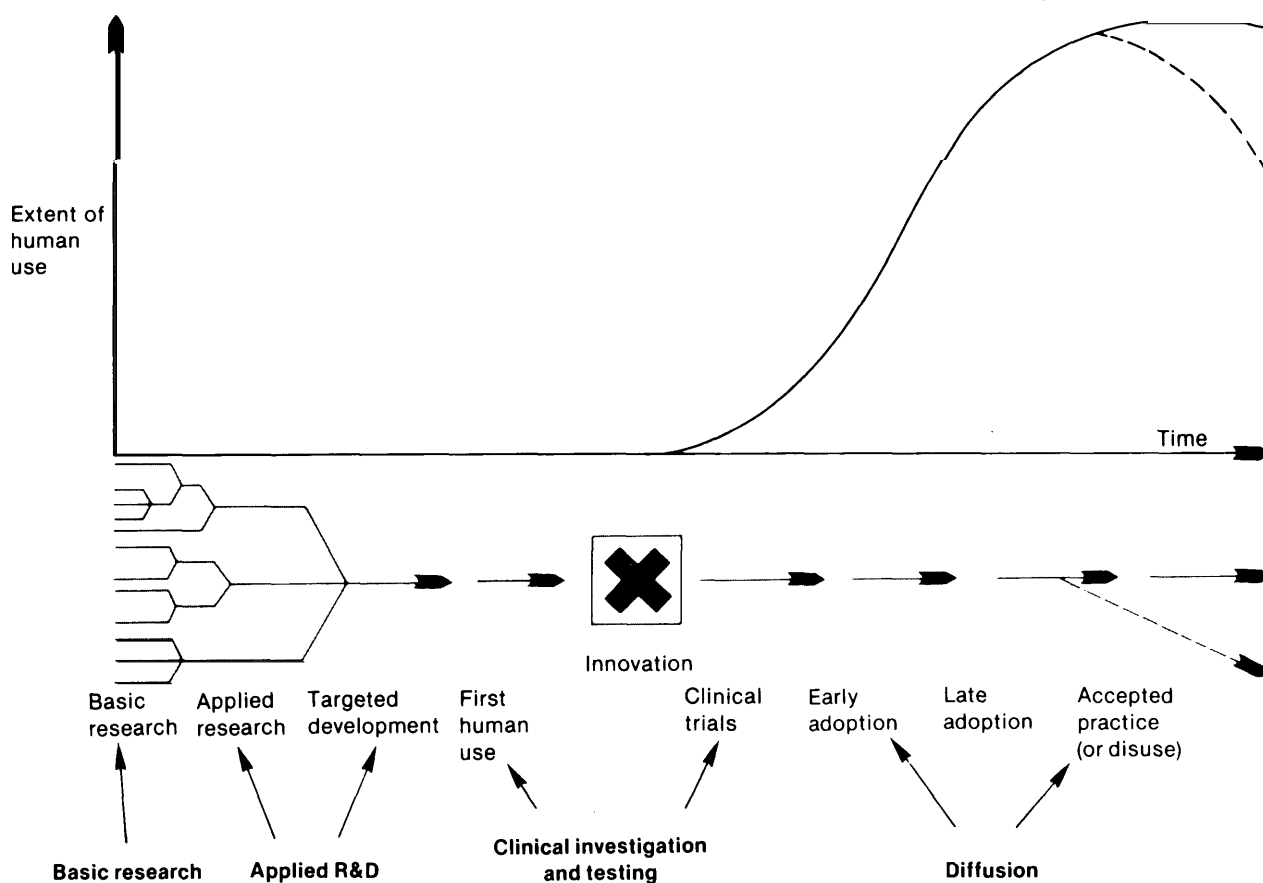 Extent of
human
use
Time
Innovation
Basic
research
Applied
research
Targeted
development
First
human
use
Clinical
trials
Early
adoption
Late
adoption
Accepted
practice
(or disuse)
Basic research
Applied R&D
Clinical investigation
and testing
Diffusion